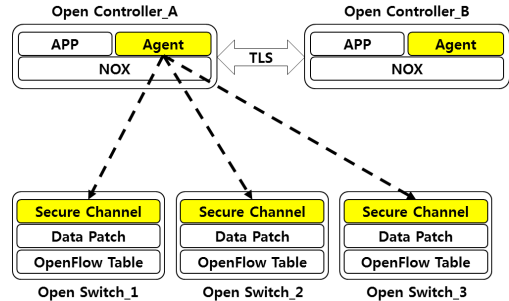 Open Controller_A
Open Controller_B
APP
Agent
NOX
TLS
APP
Agent
NOX
Secure Channel
Data Patch
OpenFlow Table
Secure Channel
Data Patch
OpenFlow Table
Secure Channel
Data Patch
OpenFlow Table
Open Switch_1
Open Switch_2
Open Switch_3